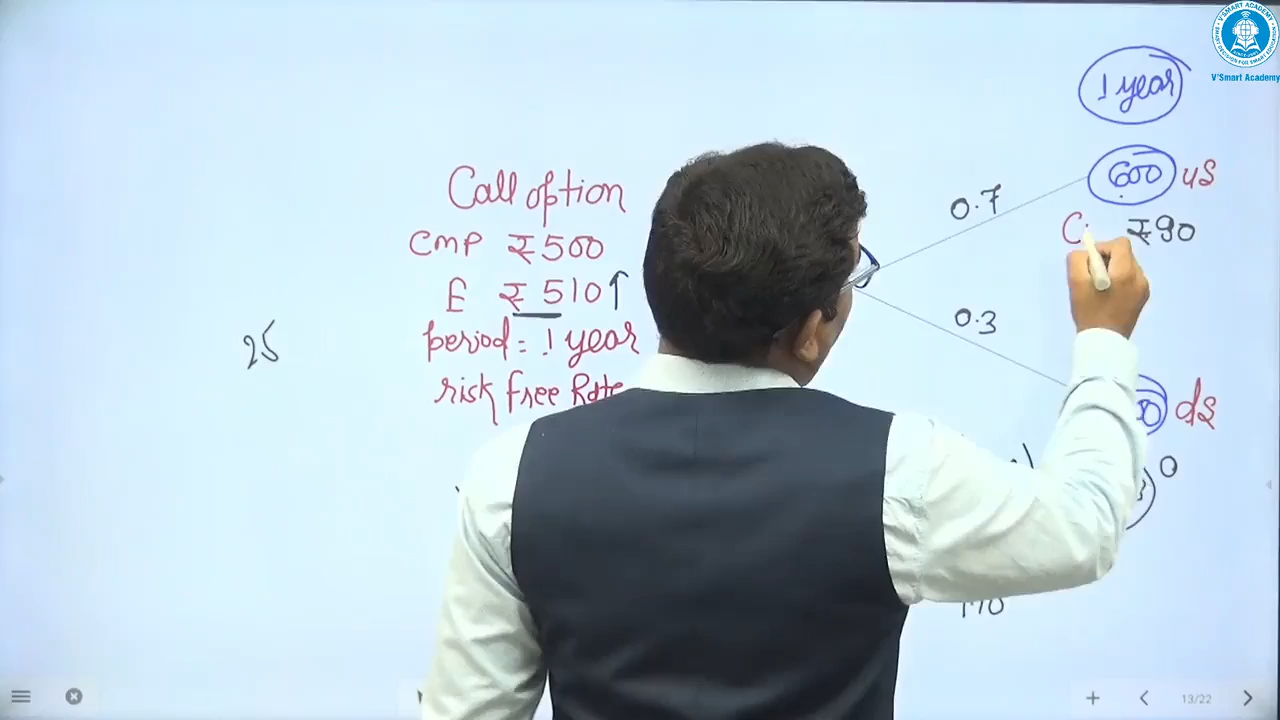 V'Smart Academy
1 year
600 us
0.7
C ₹90
Call option
CMP ₹500
E ₹510↑
period = 1 year
risk free Rate
25
0.3
ds
0
13/22